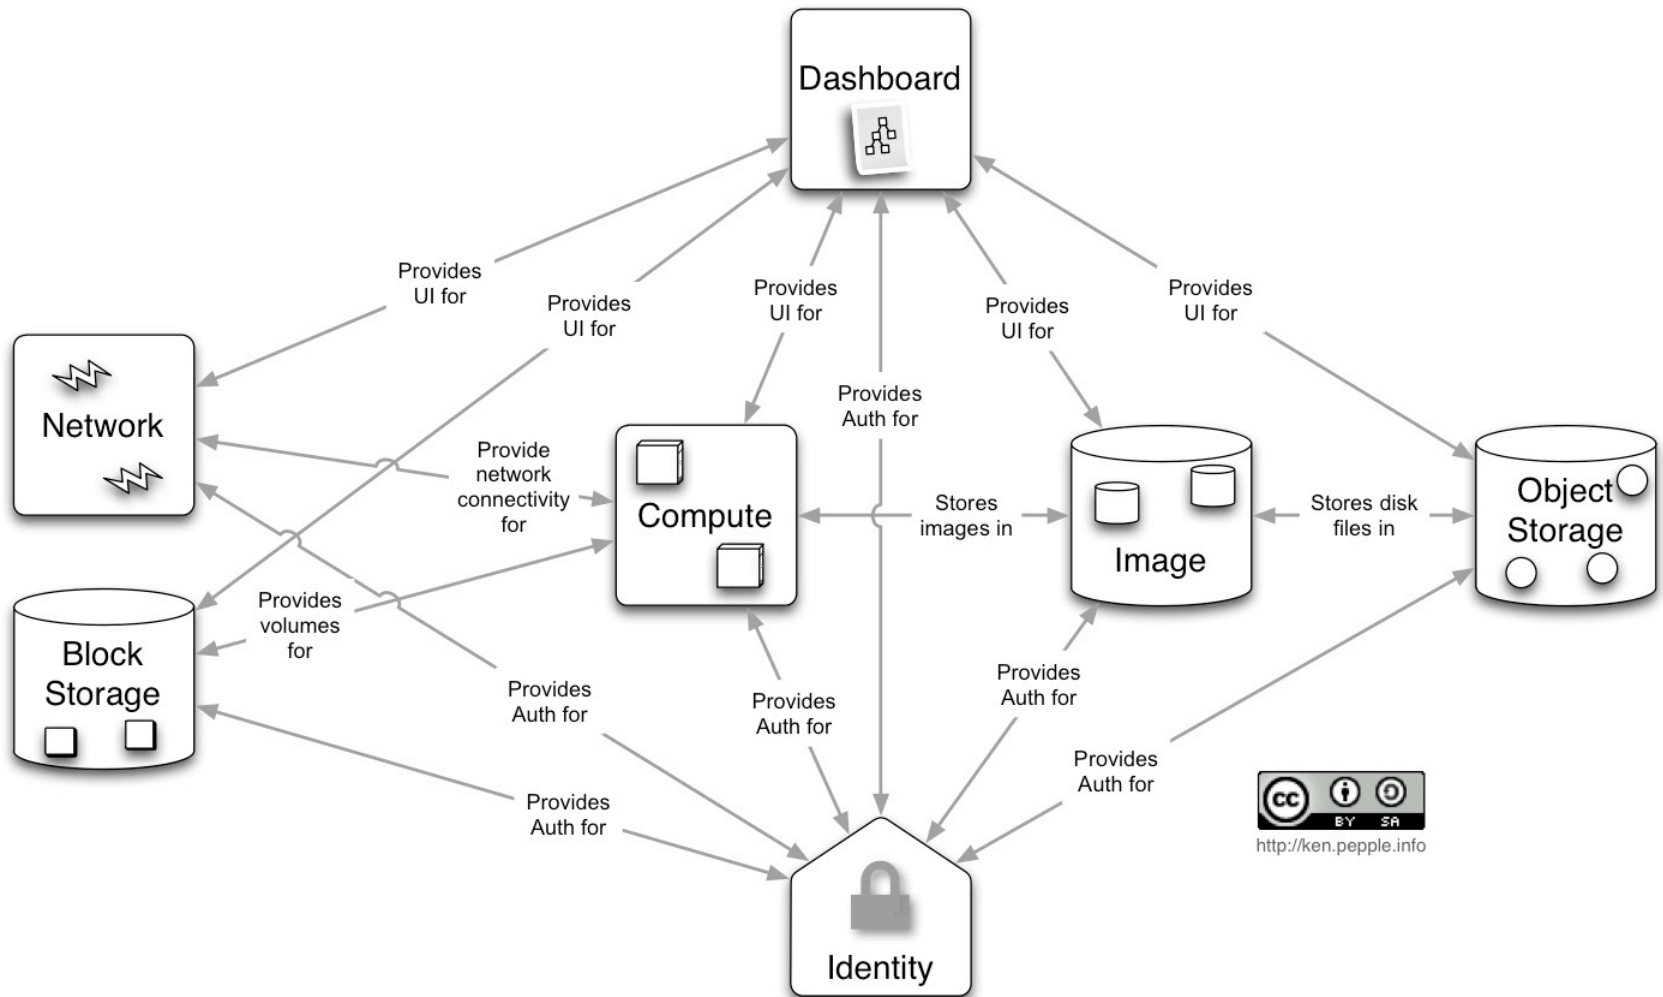 Dashboard
Provides
UI for
Provides
UI for
Provides
UI for
Provides
UI for
Provides
UI for
Network
Provides
Auth for
Provide
network
connectivity
for
Compute
Stores
images in
Image
Stores disk
files in
Object
Storage
Block
Storage
Provides
volumes
for
Provides
Auth for
Provides
Auth for
Provides
Auth for
Provides
Auth for
Provides
Auth for
cc
BY SA
http://ken.pepple.info
Identity